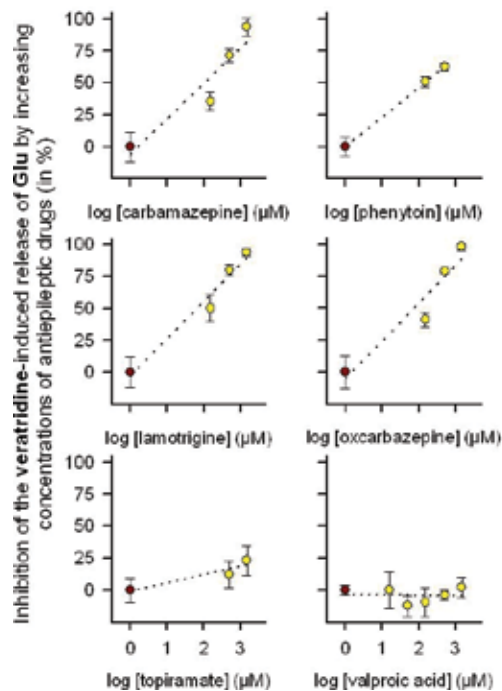 Inhibition of the veratridine-induced release of Glu by increasing
concentrations of antiepileptic drugs (in %)
100
75
50
25
0
log [carbamazepine] (µM)
log [phenytoin] (µM)
100
75
50
25
0
log [lamotrigine] (µM)
log [oxcarbazepine] (µM)
100
75
50
25
0
0 1 2 3
0 1 2 3
log [topiramate] (µM)
log [valproic acid] (µM)